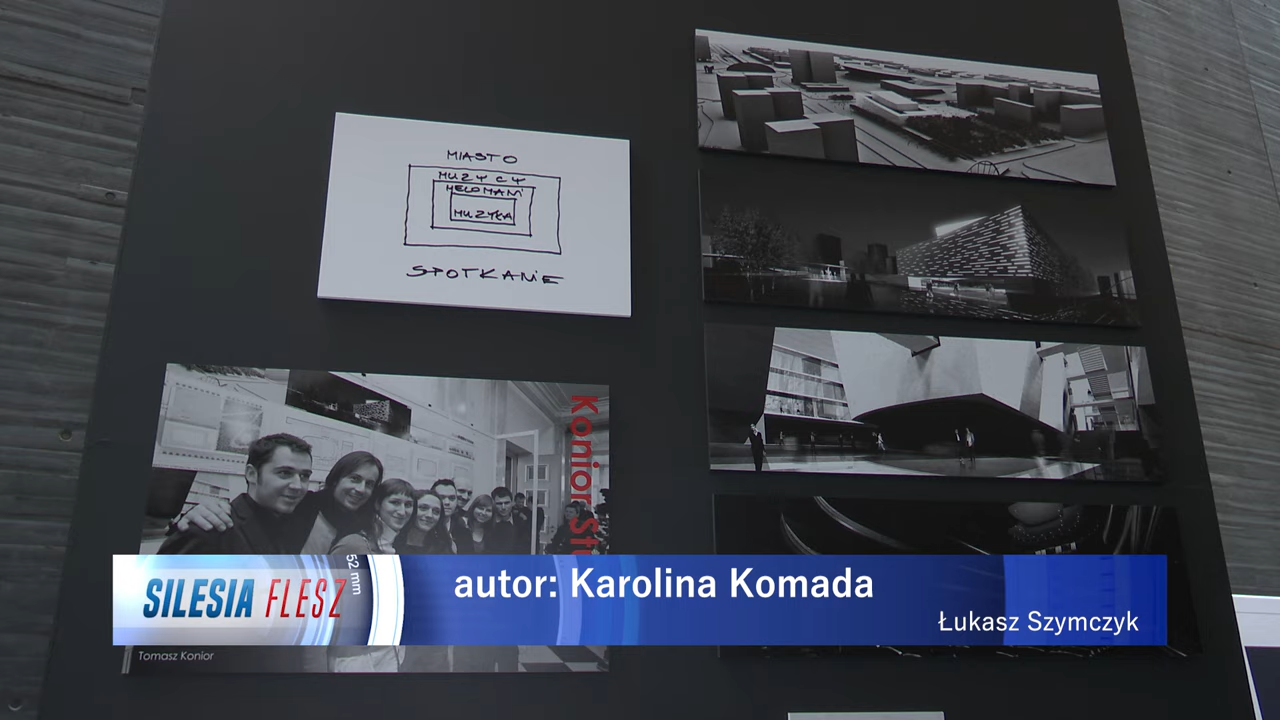 MIASTO
MUZYCY
MELOMANI
MUZYKA
SPOTKANIE
Konior
52 mm
SILESIA FLESZ
autor: Karolina Komada
Łukasz Szymczyk
Tomasz Konior